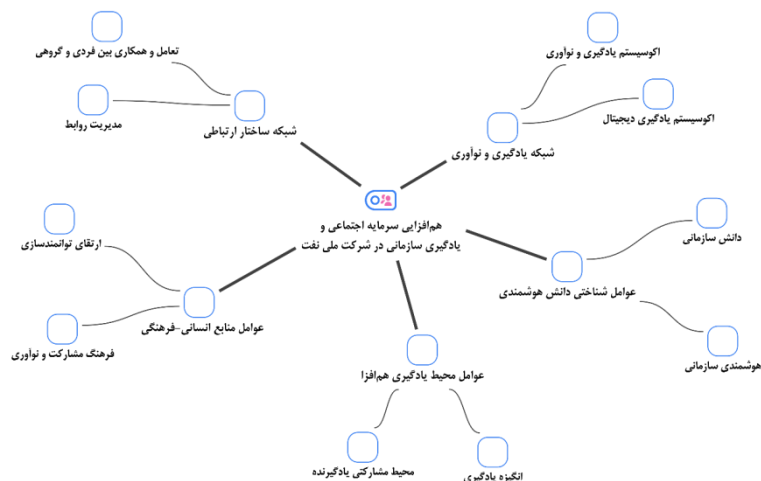 اکوسیستم یادگیری و نوآوری
تعامل و همکاری بین فردی و گروهی
اکوسیستم یادگیری دیجیتال
مدیریت روابط
شبکه ساختار ارتباطی
شبکه یادگیری و نوآوری
هم‌افزایی سرمایه اجتماعی و
یادگیری سازمانی در شرکت ملی نفت
دانش سازمانی
ارتقای توانمندسازی
عوامل شناختی دانش هوشمندی
عوامل منابع انسانی-فرهنگی
فرهنگ مشارکت و نوآوری
هوشمندی سازمانی
عوامل محیط یادگیری هم‌افزا
محیط مشارکتی یادگیرنده
انگیزه یادگیری